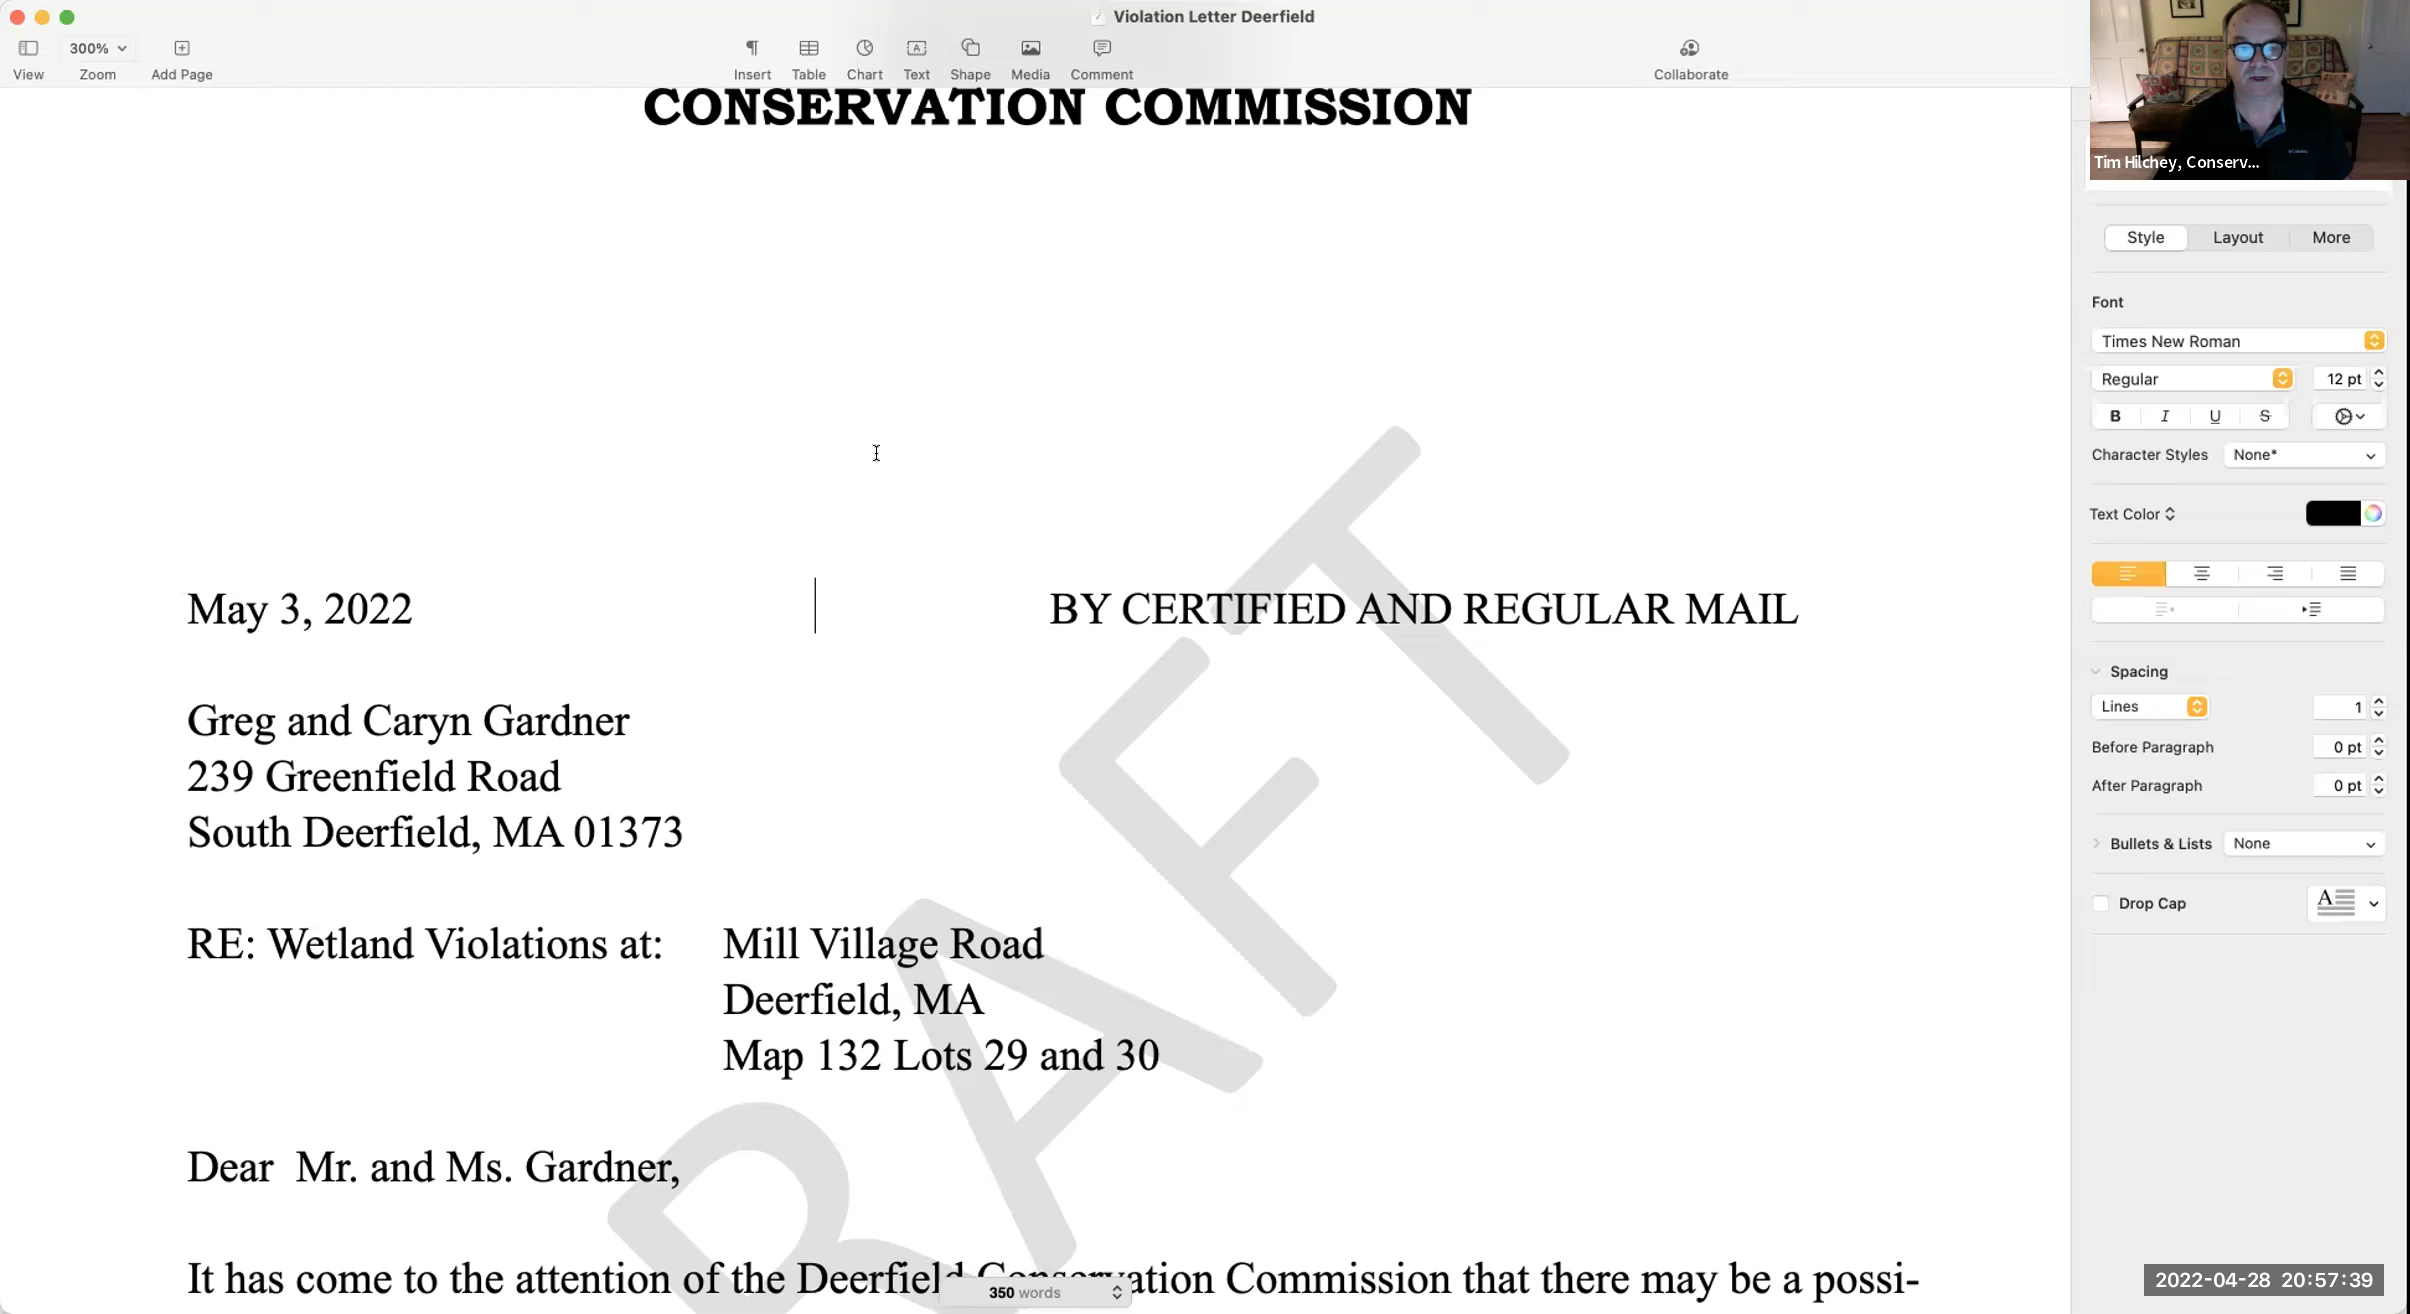 Violation Letter Deerfield
300%
View Zoom Add Page Insert Table Chart Text Shape Media Comment Collaborate
Tim Hilchey, Conserv...
CONSERVATION COMMISSION
May 3, 2022 BY CERTIFIED AND REGULAR MAIL
Greg and Caryn Gardner
239 Greenfield Road
South Deerfield, MA 01373
RE: Wetland Violations at: Mill Village Road
Deerfield, MA
Map 132 Lots 29 and 30
Dear Mr. and Ms. Gardner,
It has come to the attention of the Deerfield Conservation Commission that there may be a possi-
350 words
RAFT
Style Layout More
Font
Times New Roman
Regular 12 pt
B I U S
Character Styles None*
Text Color
Spacing
Lines 1
Before Paragraph 0 pt
After Paragraph 0 pt
Bullets & Lists None
Drop Cap A
2022-04-28 20:57:39